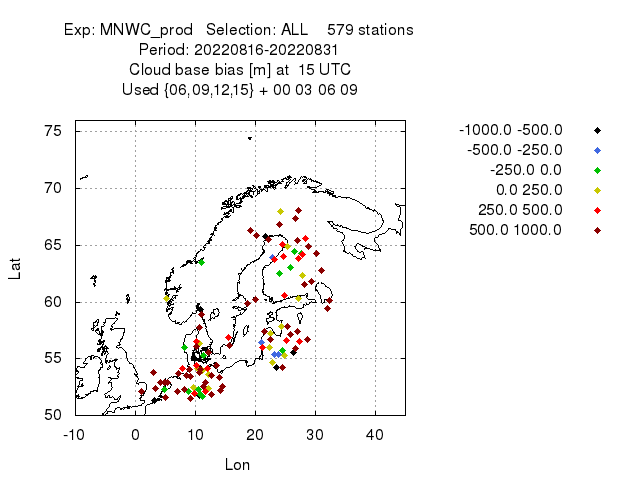 Exp: MNWC_prod   Selection: ALL    579 stations
Period: 20220816-20220831
Cloud base bias [m] at  15 UTC
Used {06,09,12,15} + 00 03 06 09
-1000.0 -500.0
-500.0 -250.0
-250.0 0.0
0.0 250.0
250.0 500.0
500.0 1000.0
75
70
65
60
55
50
Lat
-10 0 10 20 30 40
Lon